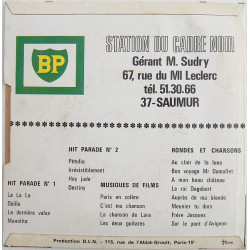 BP
STATION DU CADRE NOIR
Gérant M. Sudry
67, rue du Ml Leclerc
tél. 51.30.66
37-SAUMUR
HIT PARADE N° 1
La La La
Dalila
La dernière valse
Manolita
HIT PARADE N° 2
Pétulia
Irrésistiblement
Hey jude
Destiny
MUSIQUES DE FILMS
Paris en colère
C'est ma chanson
La chanson de Lara
Les deux guitares
RONDES ET CHANSONS
Au clair de la lune
Bon voyage Mr Dumollet
A mon beau château
Le roi Dagobert
Auprès de ma blonde
Meunier tu dors
Frère Jacques
Sur le pont d'Avignon
Production D.L.N. - 115, rue de l'Abbé-Groult, Paris-15e